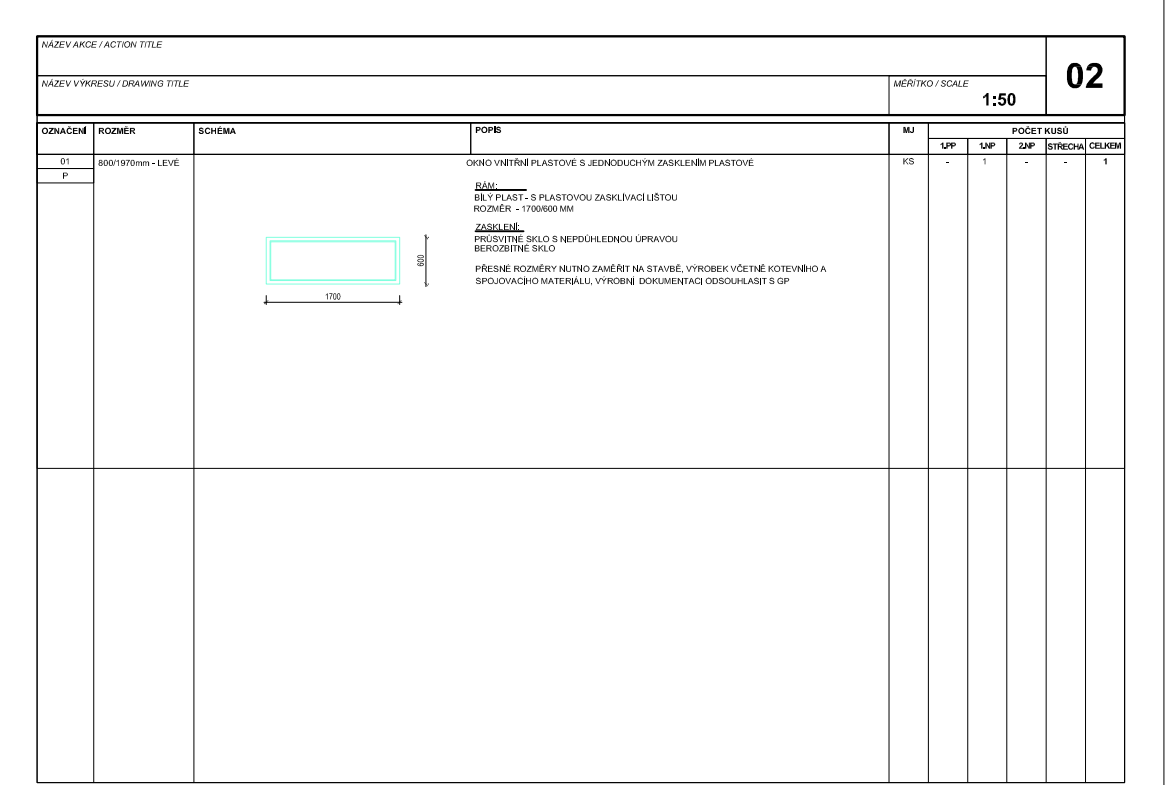 NÁZEV AKCE / ACTION TITLE
02
NÁZEV VÝKRESU / DRAWING TITLE
MĚŘÍTKO / SCALE
1:50
OZNAČENÍ ROZMĚR SCHÉMA POPIS MJ POČET KUSŮ
1.PP 1.NP 2.NP STŘECHA CELKEM
01 800/1970mm - LEVÉ OKNO VNITŘNÍ PLASTOVÉ S JEDNODUCHÝM ZASKLENÍM PLASTOVÉ KS - 1 - - 1
P
RÁM:
BÍLÝ PLAST - S PLASTOVOU ZASKLÍVACÍ LIŠTOU
ROZMĚR - 1700/600 MM
ZASKLENÍ:
PRŮSVITNÉ SKLO S NEPDŮHLEDNOU ÚPRAVOU
BEROZBITNÉ SKLO
600
PŘESNÉ ROZMĚRY NUTNO ZAMĚŘIT NA STAVBĚ, VÝROBEK VČETNĚ KOTEVNÍHO A
SPOJOVACÍHO MATERIÁLU, VÝROBNÍ DOKUMENTACI ODSOUHLASIT S GP
1700